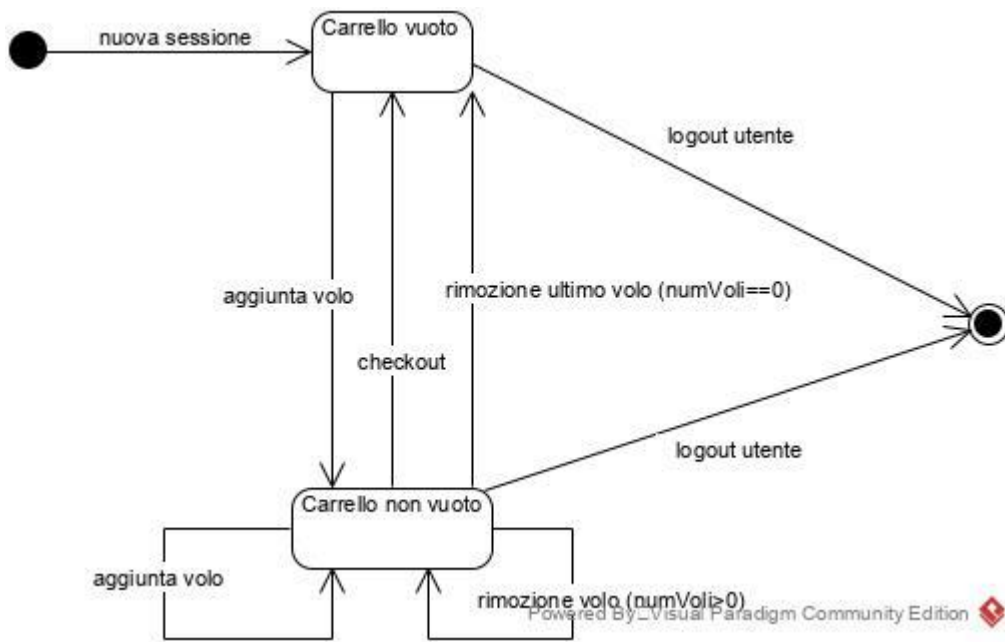 Carrello vuoto
nuova sessione
logout utente
aggiunta volo
rimozione ultimo volo (numVoli==0)
checkout
logout utente
Carrello non vuoto
aggiunta volo
rimozione volo (numVoli>0)
Powered By Visual Paradigm Community Edition